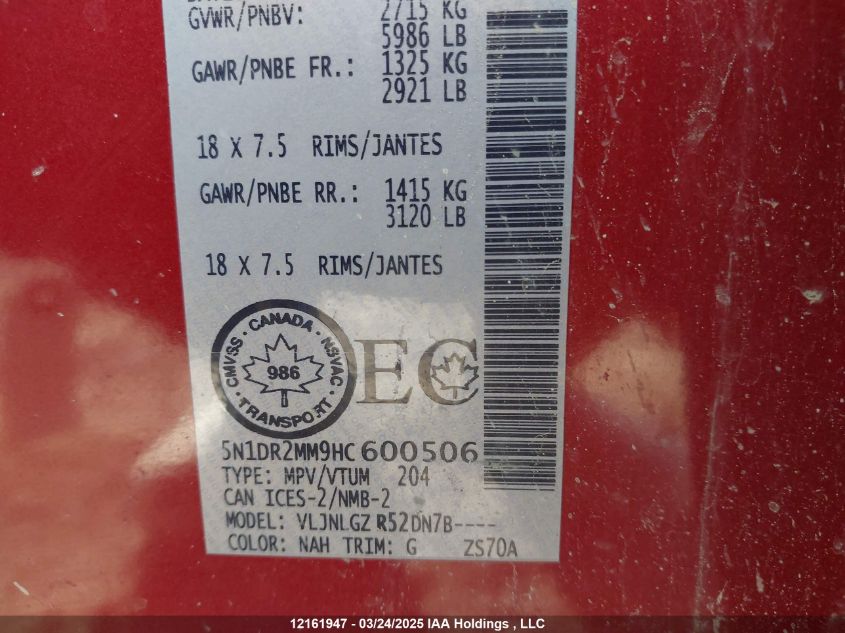 GVWR/PNBV: 2715 KG
5986 LB
GAWR/PNBE FR.: 1325 KG
2921 LB
18 X 7.5 RIMS/JANTES
GAWR/PNBE RR.: 1415 KG
3120 LB
18 X 7.5 RIMS/JANTES
CMVSS · CANADA · NSVAC · TRANSPORT ·
986
EC
5N1DR2MM9HC600506
TYPE: MPV/VTUM 204
CAN ICES-2/NMB-2
MODEL: VLJNLGZ R52DN7B----
COLOR: NAH TRIM: G ZS70A
12161947 - 03/24/2025 IAA Holdings , LLC